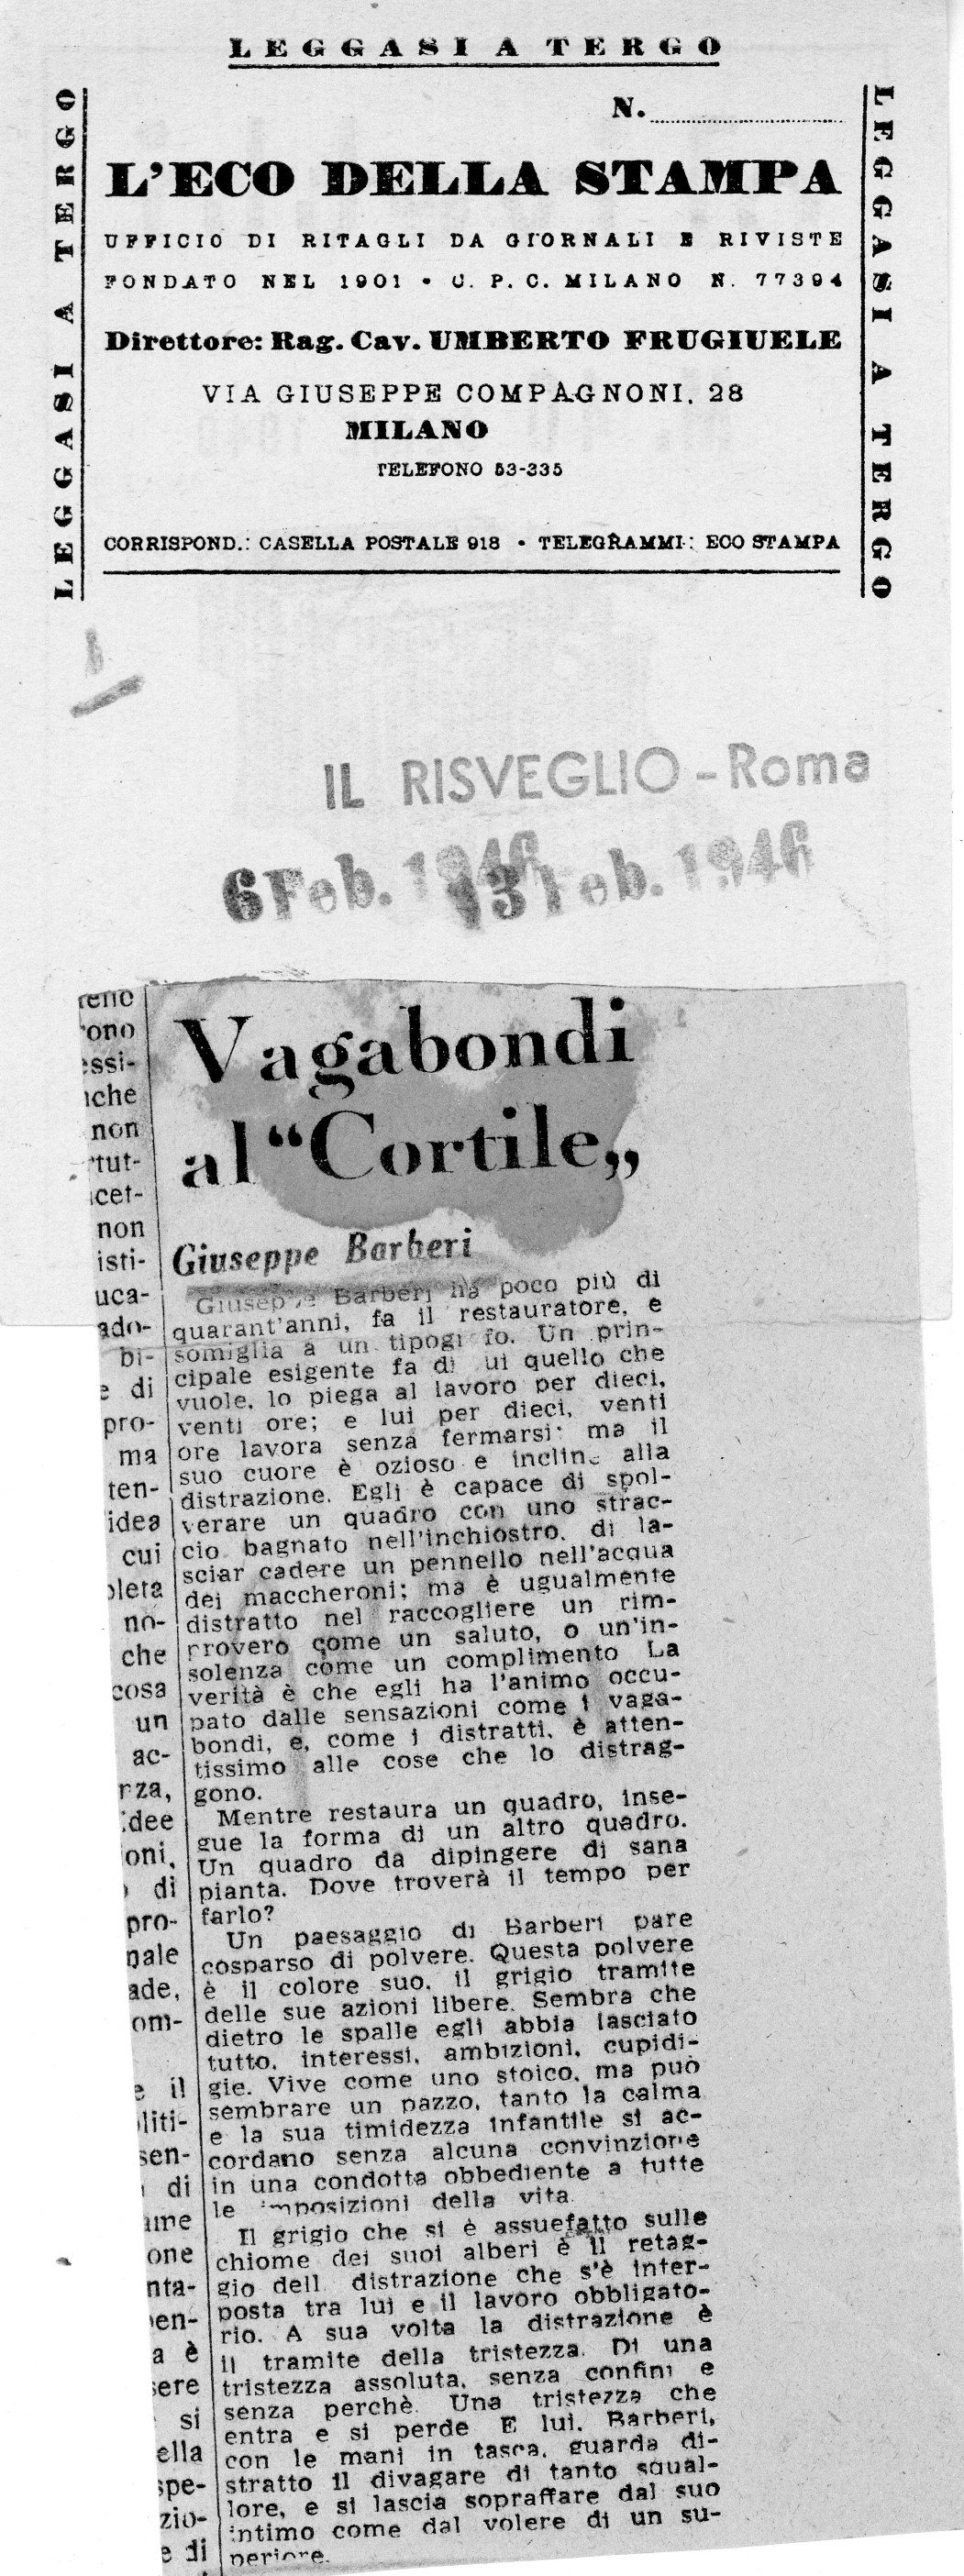 LEGGASI A TERGO
LEGGASI A TERGO
LEGGASI A TERGO
N.
L'ECO DELLA STAMPA
UFFICIO DI RITAGLI DA GIORNALI E RIVISTE
FONDATO NEL 1901 • C. P. C. MILANO N. 77394
Direttore: Rag. Cav. UMBERTO FRUGIUELE
VIA GIUSEPPE COMPAGNONI, 28
MILANO
TELEFONO 53-335
CORRISPOND.: CASELLA POSTALE 918 • TELEGRAMMI: ECO STAMPA
IL RISVEGLIO - Roma
6 Feb. 1946
13 Feb. 1946
Vagabondi
al "Cortile„
Giuseppe Barberi
Giuseppe Barberi ha poco più di
quarant'anni, fa il restauratore, e
somiglia a un tipografo. Un prin-
cipale esigente fa di lui quello che
vuole, lo piega al lavoro per dieci,
venti ore; e lui per dieci, venti
ore lavora senza fermarsi; ma il
suo cuore è ozioso e incline alla
distrazione. Egli è capace di spol-
verare un quadro con uno strac-
cio bagnato nell'inchiostro, di la-
sciar cadere un pennello nell'acqua
dei maccheroni; ma è ugualmente
distratto nel raccogliere un rim-
provero come un saluto, o un'in-
solenza come un complimento La
verità è che egli ha l'animo occu-
pato dalle sensazioni come i vaga-
bondi, e, come i distratti, è atten-
tissimo alle cose che lo distrag-
gono.
Mentre restaura un quadro, inse-
gue la forma di un altro quadro.
Un quadro da dipingere di sana
pianta. Dove troverà il tempo per
farlo?
Un paesaggio di Barberi pare
cosparso di polvere. Questa polvere
è il colore suo, il grigio tramite
delle sue azioni libere. Sembra che
dietro le spalle egli abbia lasciato
tutto, interessi, ambizioni, cupidi-
gie. Vive come uno stoico, ma può
sembrare un pazzo, tanto la calma
e la sua timidezza infantile si ac-
cordano senza alcuna convinzione
in una condotta obbediente a tutte
le imposizioni della vita.
Il grigio che si è assuefatto sulle
chiome dei suoi alberi è il retag-
gio dell distrazione che s'è inter-
posta tra lui e il lavoro obbligato-
rio. A sua volta la distrazione è
il tramite della tristezza. Di una
tristezza assoluta, senza confini e
senza perchè. Una tristezza che
entra e si perde E lui, Barberi,
con le mani in tasca, guarda di-
stratto il divagare di tanto squal-
lore, e si lascia sopraffare dal suo
intimo come dal volere di un su-
periore.